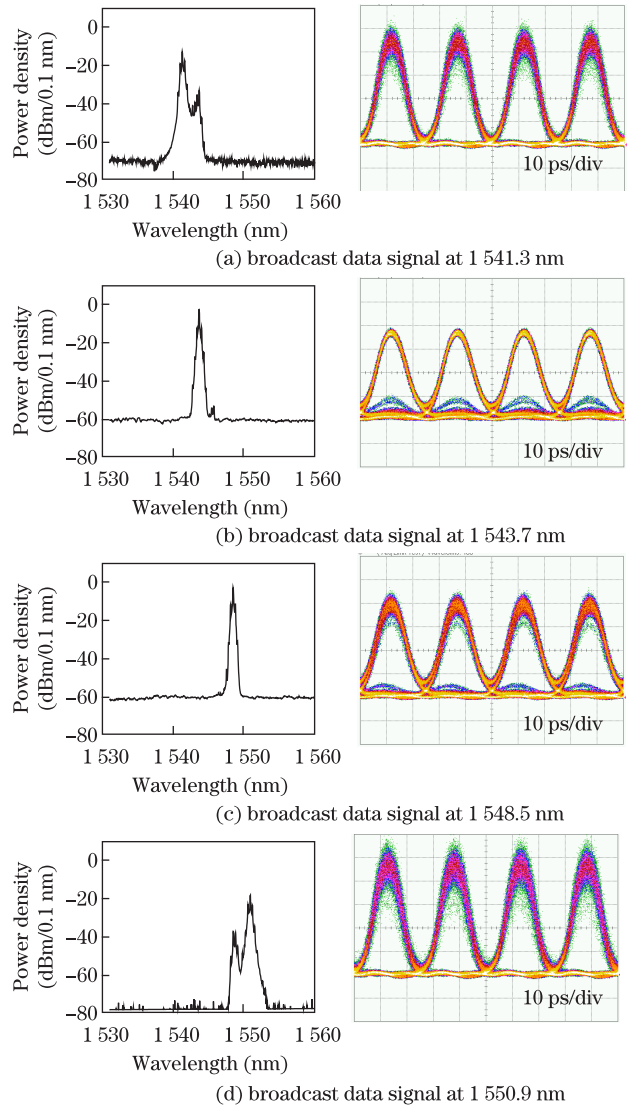 Power density
(dBm/0.1 nm)
0
−20
−40
−60
−80
1 530 1 540 1 550 1 560
Wavelength (nm)
10 ps/div
(a) broadcast data signal at 1 541.3 nm
Power density
(dBm/0.1 nm)
0
−20
−40
−60
−80
1 530 1 540 1 550 1 560
Wavelength (nm)
10 ps/div
(b) broadcast data signal at 1 543.7 nm
Power density
(dBm/0.1 nm)
0
−20
−40
−60
−80
1 530 1 540 1 550 1 560
Wavelength (nm)
10 ps/div
(c) broadcast data signal at 1 548.5 nm
Power density
(dBm/0.1 nm)
0
−20
−40
−60
−80
1 530 1 540 1 550 1 560
Wavelength (nm)
10 ps/div
(d) broadcast data signal at 1 550.9 nm